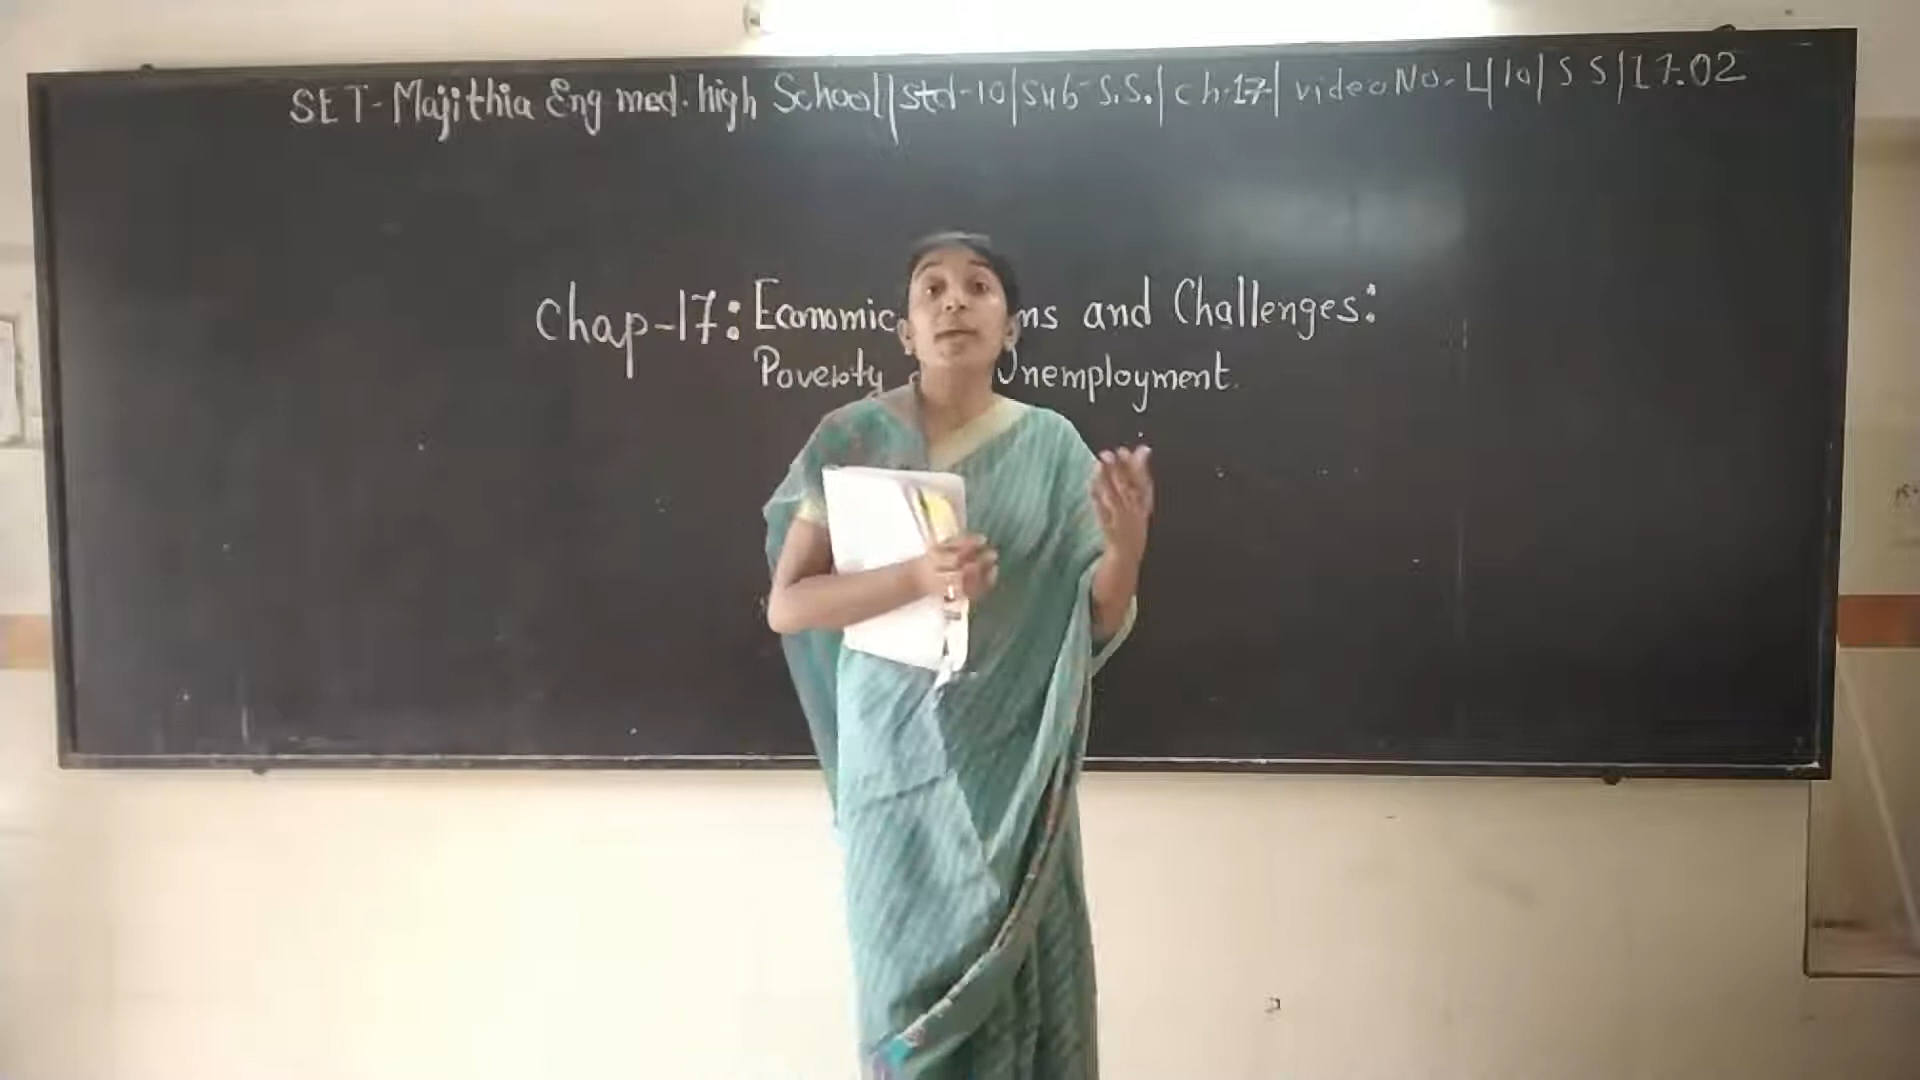 SET-Majithia Eng med. high School|Std-10|Sub-S.S.|Ch.17|video No-4|10|SS|17.02
Chap-17: Economic ms and Challenges:
Poverty Unemployment.